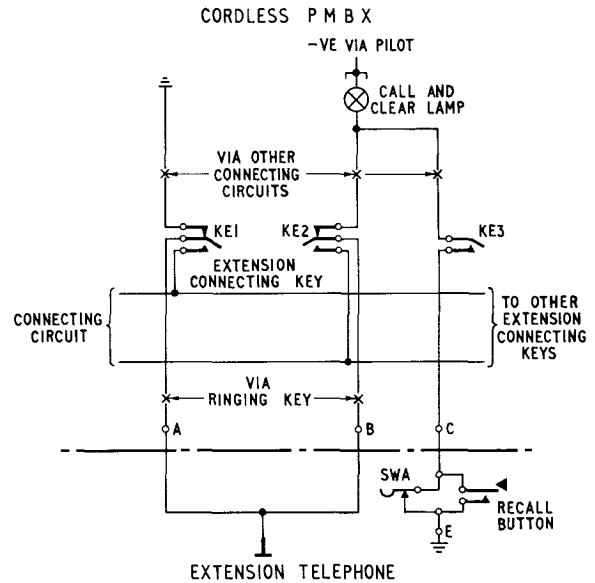 CORDLESS PMBX
-VE VIA PILOT
CALL AND
CLEAR LAMP
VIA OTHER
CONNECTING
CIRCUITS
KE1
KE2
KE3
EXTENSION
CONNECTING KEY
CONNECTING
CIRCUIT
TO OTHER
EXTENSION
CONNECTING
KEYS
VIA
RINGING KEY
A
B
C
SWA
RECALL
BUTTON
E
EXTENSION TELEPHONE